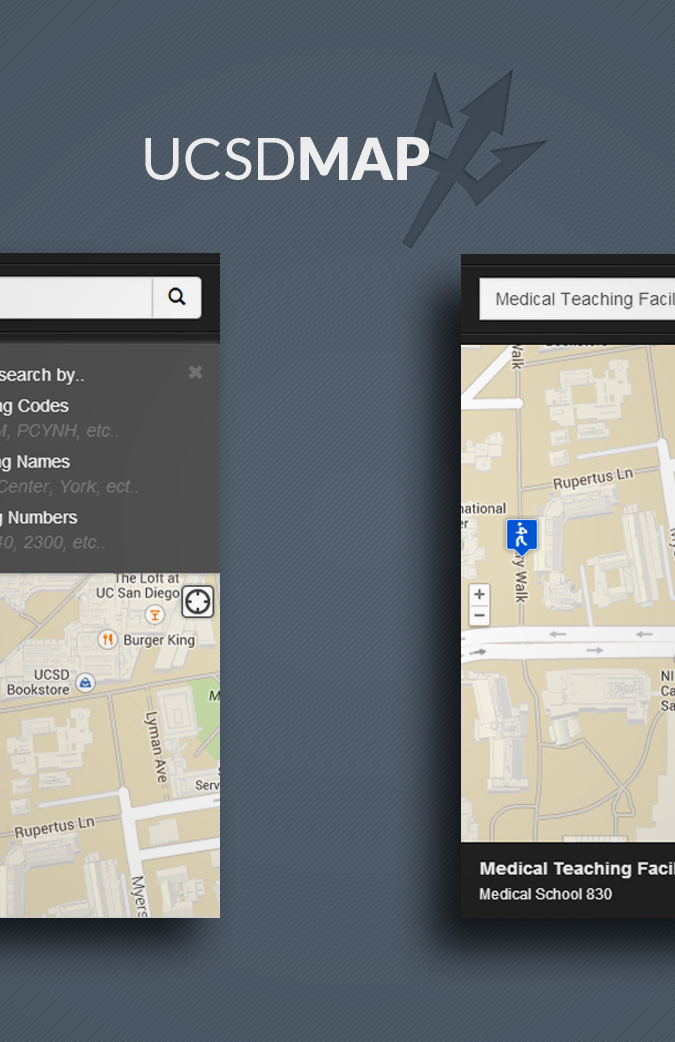 UCSDMAP
search by..
ng Codes
M, PCYNH, etc..
ng Names
Center, York, ect..
g Numbers
40, 2300, etc..
The Loft at
UC San Diego
Burger King
UCSD
Bookstore
M
Lyman Ave
Serv
Rupertus Ln
Myers
Medical Teaching Facil
Walk
Rupertus Ln
national
er
ry Walk
My
+
−
NI
Ca
Sa
Medical Teaching Facil
Medical School 830